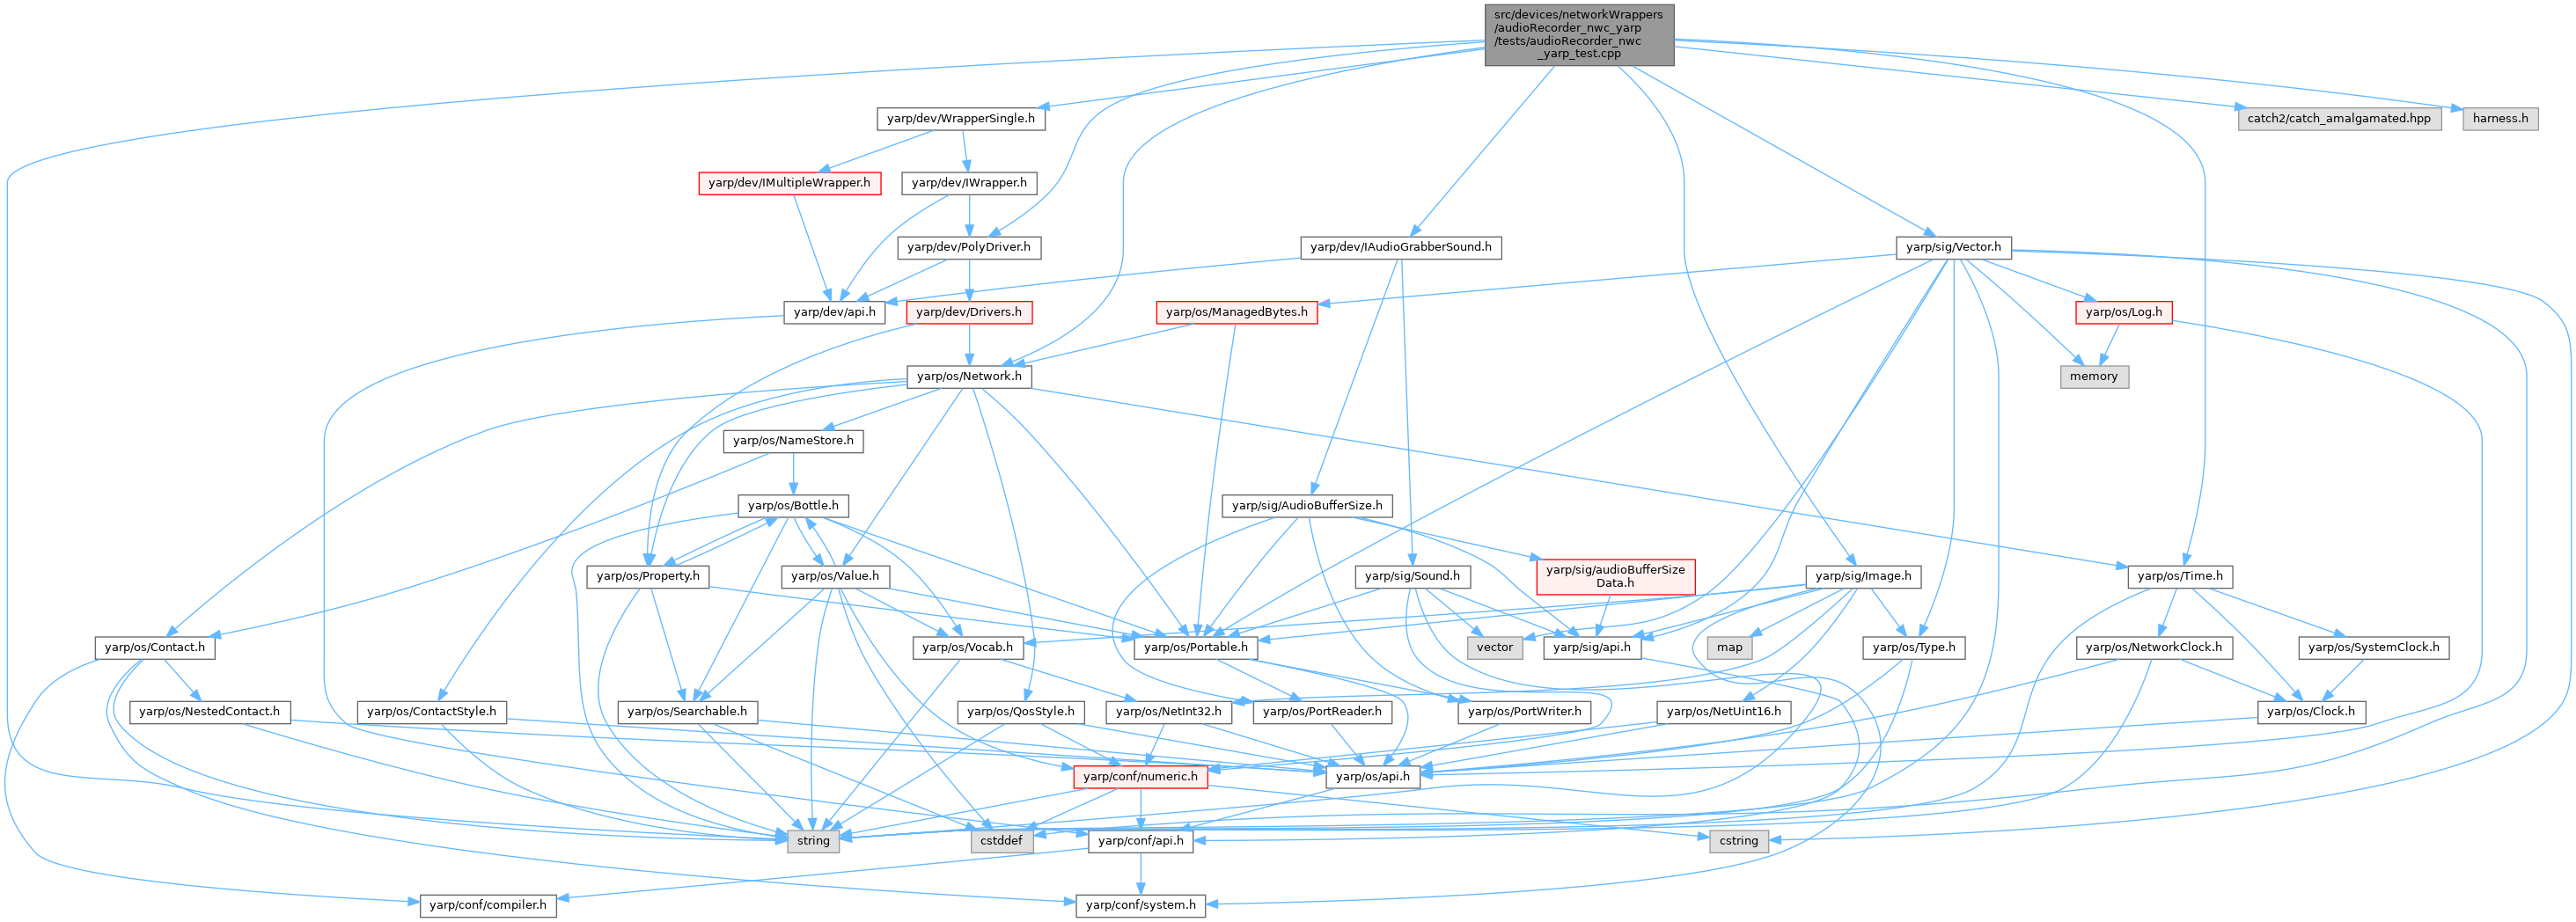 src/devices/networkWrappers
/audioRecorder_nwc_yarp
/tests/audioRecorder_nwc
_yarp_test.cpp
yarp/dev/WrapperSingle.h
catch2/catch_amalgamated.hpp
harness.h
yarp/dev/IMultipleWrapper.h
yarp/dev/IWrapper.h
yarp/dev/PolyDriver.h
yarp/dev/IAudioGrabberSound.h
yarp/sig/Vector.h
yarp/dev/api.h
yarp/dev/Drivers.h
yarp/os/ManagedBytes.h
yarp/os/Log.h
yarp/os/Network.h
memory
yarp/os/NameStore.h
yarp/os/Bottle.h
yarp/sig/AudioBufferSize.h
yarp/os/Property.h
yarp/os/Value.h
yarp/sig/Sound.h
yarp/sig/audioBufferSize
Data.h
yarp/sig/Image.h
yarp/os/Time.h
yarp/os/Contact.h
yarp/os/Vocab.h
yarp/os/Portable.h
vector
yarp/sig/api.h
map
yarp/os/Type.h
yarp/os/NetworkClock.h
yarp/os/SystemClock.h
yarp/os/NestedContact.h
yarp/os/ContactStyle.h
yarp/os/Searchable.h
yarp/os/QosStyle.h
yarp/os/NetInt32.h
yarp/os/PortReader.h
yarp/os/PortWriter.h
yarp/os/NetUint16.h
yarp/os/Clock.h
yarp/conf/numeric.h
yarp/os/api.h
string
cstddef
yarp/conf/api.h
cstring
yarp/conf/compiler.h
yarp/conf/system.h